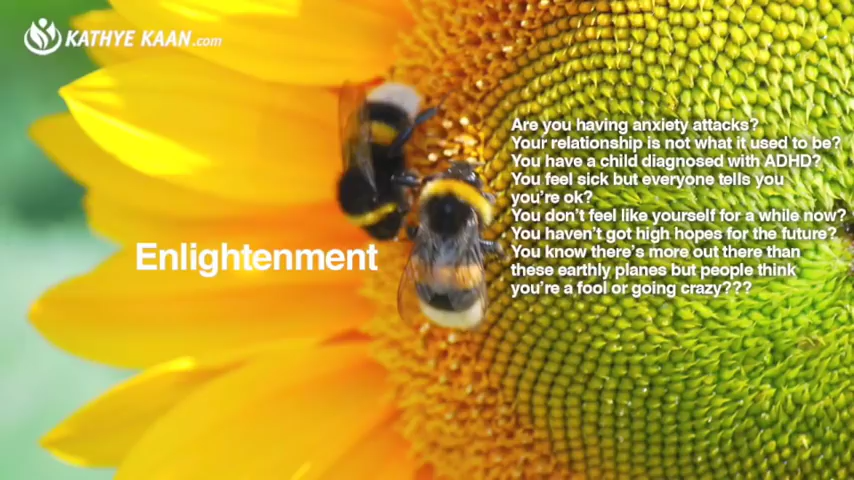 KATHYE KAAN.com
Enlightenment
Are you having anxiety attacks?
Your relationship is not what it used to be?
You have a child diagnosed with ADHD?
You feel sick but everyone tells you
you're ok?
You don't feel like yourself for a while now?
You haven't got high hopes for the future?
You know there's more out there than
these earthly planes but people think
you're a fool or going crazy???